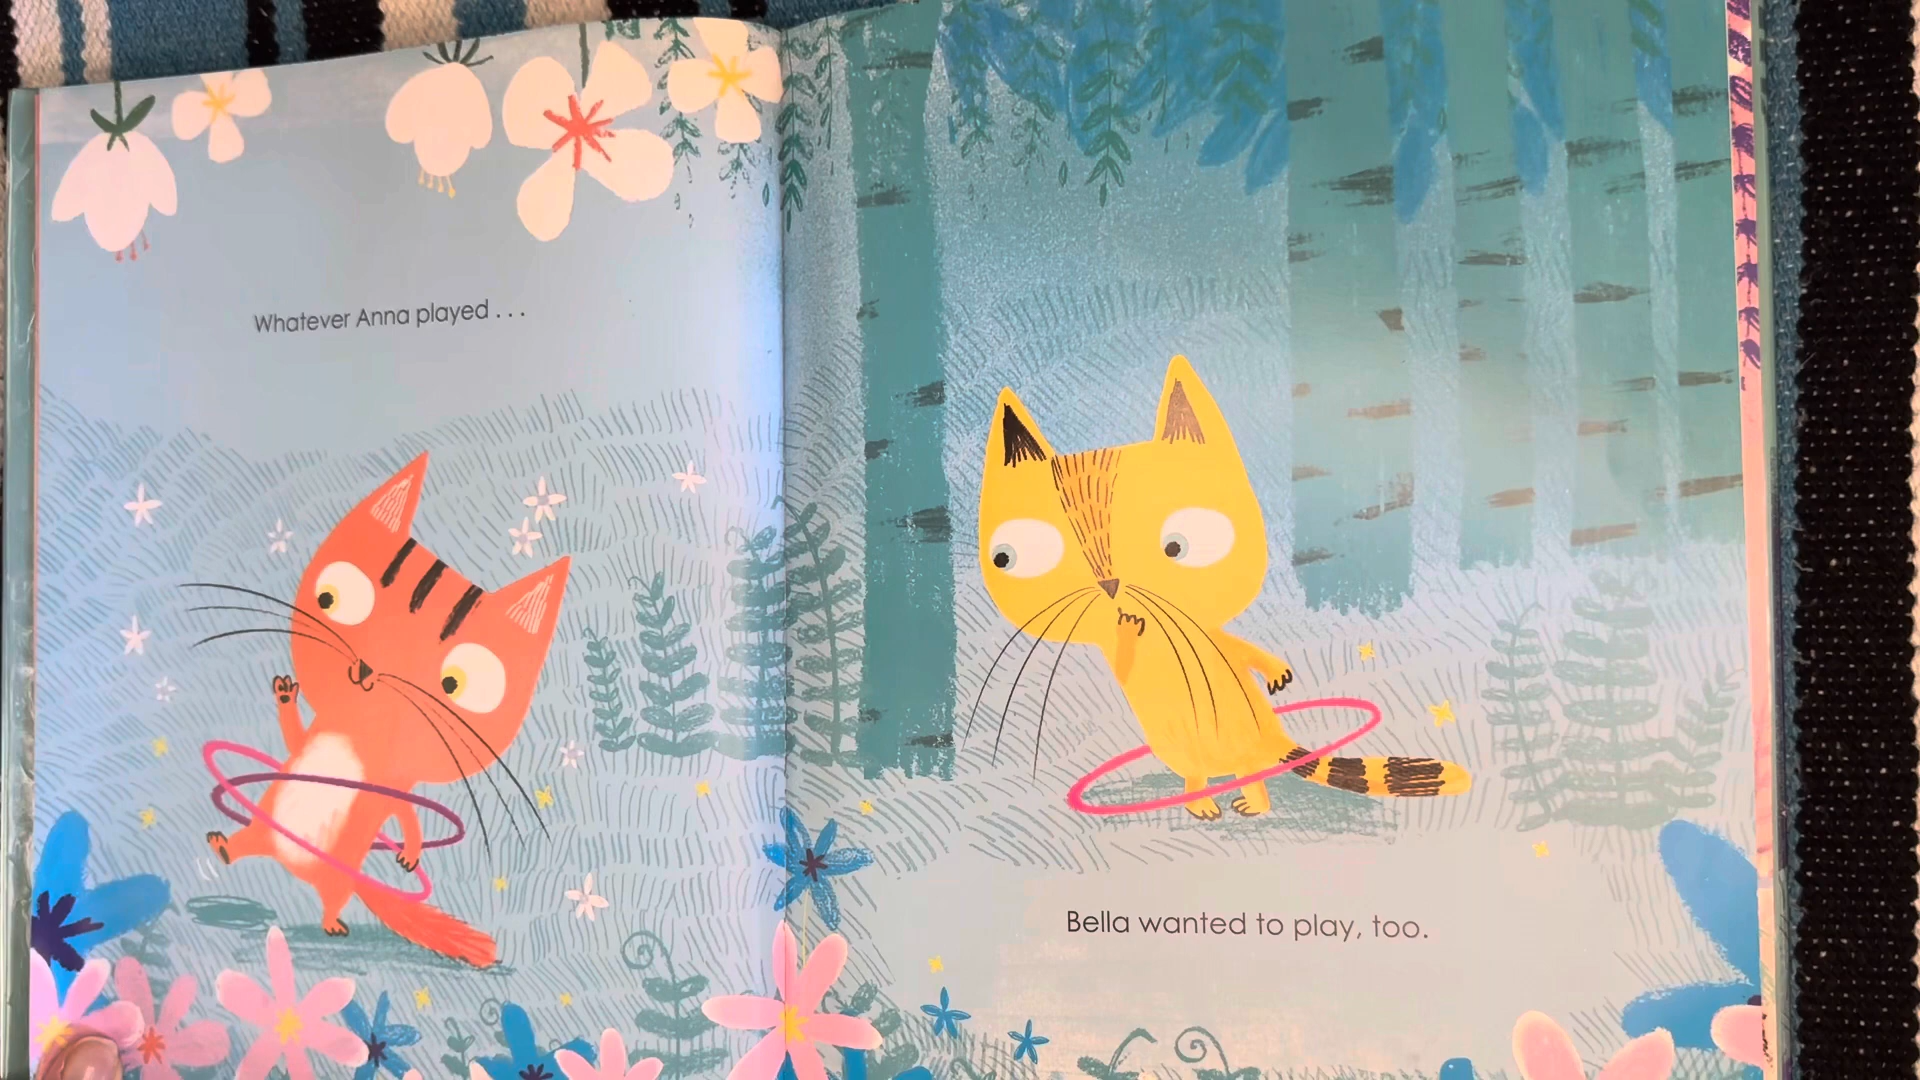 Whatever Anna played . . .
Bella wanted to play, too.